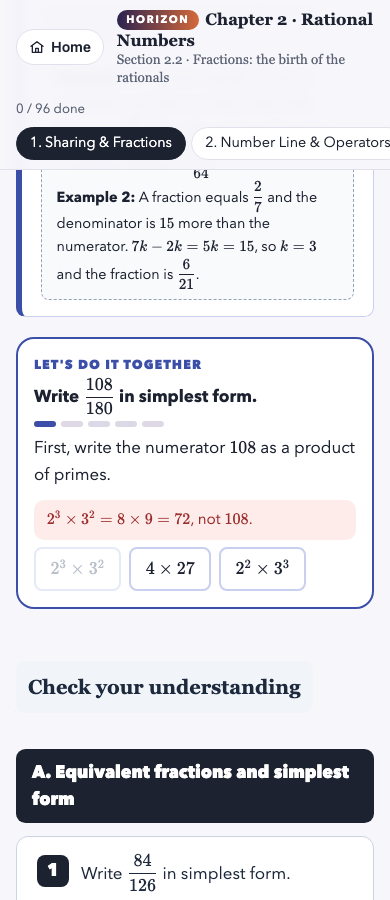 Home
HORIZON Chapter 2 · Rational
Numbers
Section 2.2 · Fractions: the birth of the
rationals
0 / 96 done
1. Sharing & Fractions
2. Number Line & Operators
64
Example 2: A fraction equals 2/7 and the
denominator is 15 more than the
numerator. 7k − 2k = 5k = 15, so k = 3
and the fraction is 6/21.
LET'S DO IT TOGETHER
Write 108/180 in simplest form.
First, write the numerator 108 as a product
of primes.
2³ × 3² = 8 × 9 = 72, not 108.
2³ × 3²
4 × 27
2² × 3³
Check your understanding
A. Equivalent fractions and simplest
form
1 Write 84/126 in simplest form.